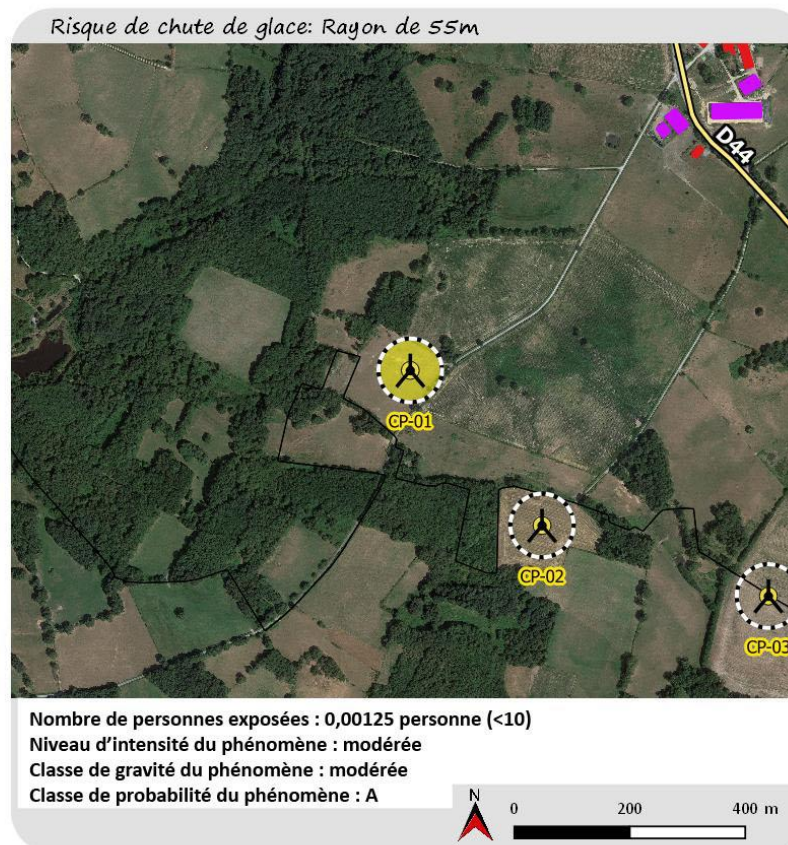 Risque de chute de glace: Rayon de 55m
D44
CP-01
CP-02
CP-03
Nombre de personnes exposées : 0,00125 personne (<10)
Niveau d'intensité du phénomène : modérée
Classe de gravité du phénomène : modérée
Classe de probabilité du phénomène : A
N
0 200 400 m